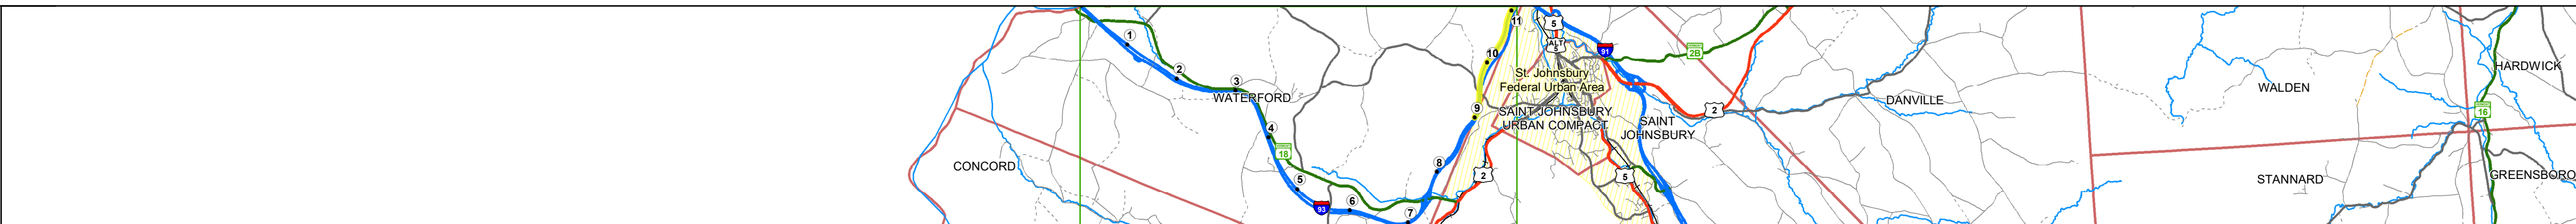 1
2
3
WATERFORD
4
18
5
93
6
7
8
9
10
11
CONCORD
5
ALT
5
91
2B
St. Johnsbury
Federal Urban Area
SAINT JOHNSBURY
URBAN COMPACT
SAINT
JOHNSBURY
2
2
5
DANVILLE
WALDEN
HARDWICK
16
STANNARD
GREENSBORO